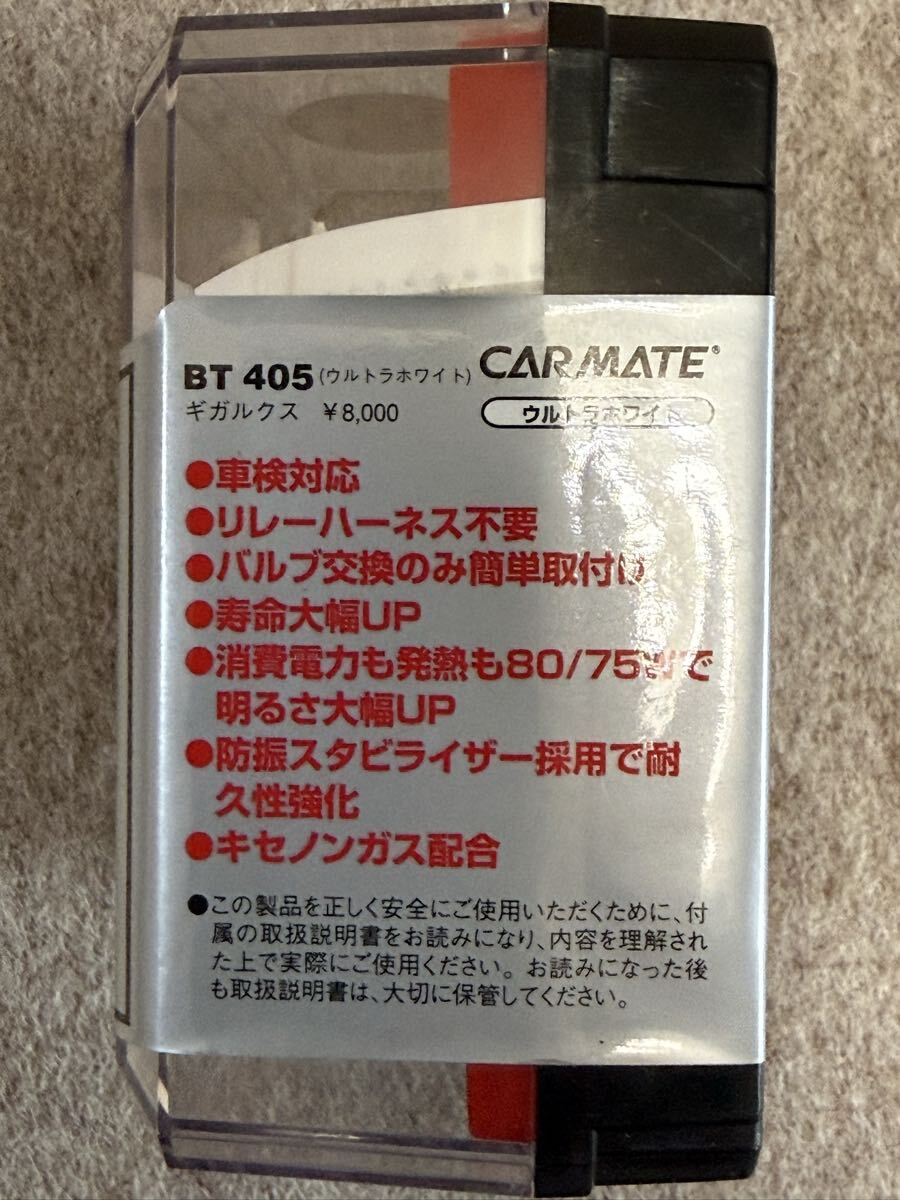 BT 405 (ウルトラホワイト) CARMATE®
ギガルクス ￥8,000 ウルトラホワイト
●車検対応
●リレーハーネス不要
●バルブ交換のみ簡単取付け
●寿命大幅UP
●消費電力も発熱も80/75Wで
明るさ大幅UP
●防振スタビライザー採用で耐
久性強化
●キセノンガス配合
●この製品を正しく安全にご使用いただくために、付
属の取扱説明書をお読みになり、内容を理解され
た上で実際にご使用ください。お読みになった後
も取扱説明書は、大切に保管してください。